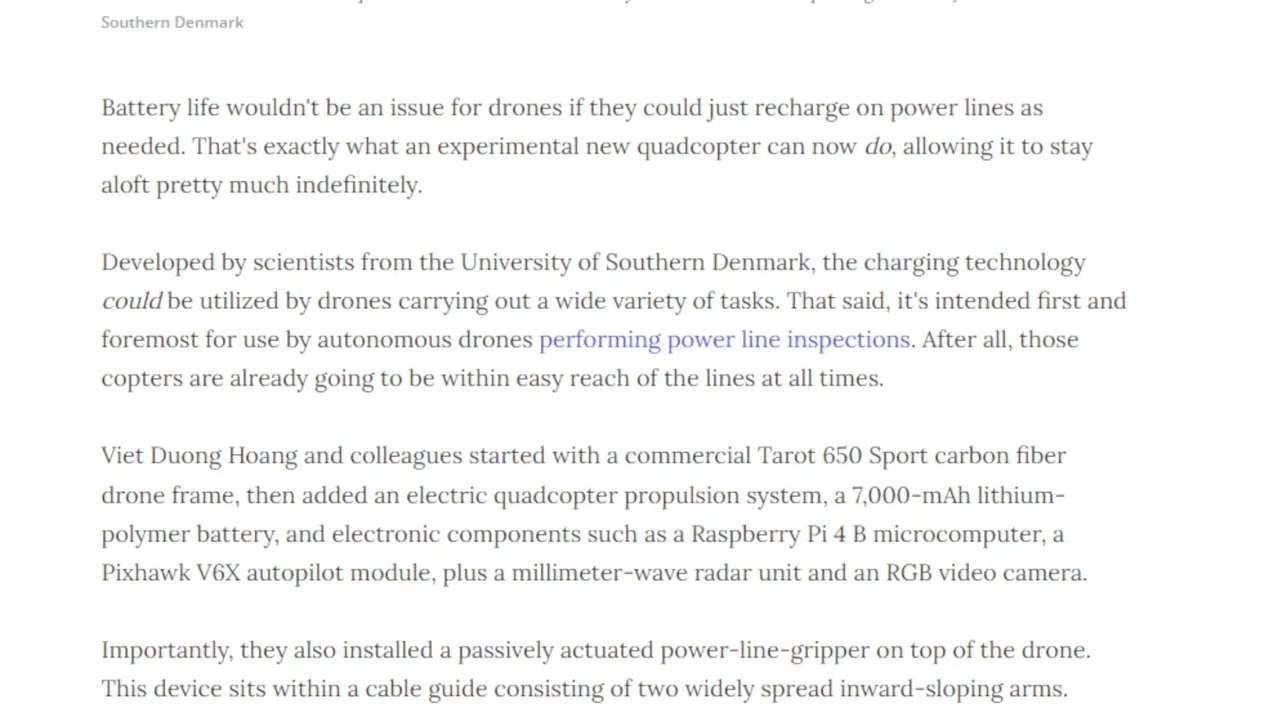 Southern Denmark
Battery life wouldn't be an issue for drones if they could just recharge on power lines as
needed. That's exactly what an experimental new quadcopter can now do, allowing it to stay
aloft pretty much indefinitely.
Developed by scientists from the University of Southern Denmark, the charging technology
could be utilized by drones carrying out a wide variety of tasks. That said, it's intended first and
foremost for use by autonomous drones performing power line inspections. After all, those
copters are already going to be within easy reach of the lines at all times.
Viet Duong Hoang and colleagues started with a commercial Tarot 650 Sport carbon fiber
drone frame, then added an electric quadcopter propulsion system, a 7,000-mAh lithium-
polymer battery, and electronic components such as a Raspberry Pi 4 B microcomputer, a
Pixhawk V6X autopilot module, plus a millimeter-wave radar unit and an RGB video camera.
Importantly, they also installed a passively actuated power-line-gripper on top of the drone.
This device sits within a cable guide consisting of two widely spread inward-sloping arms.